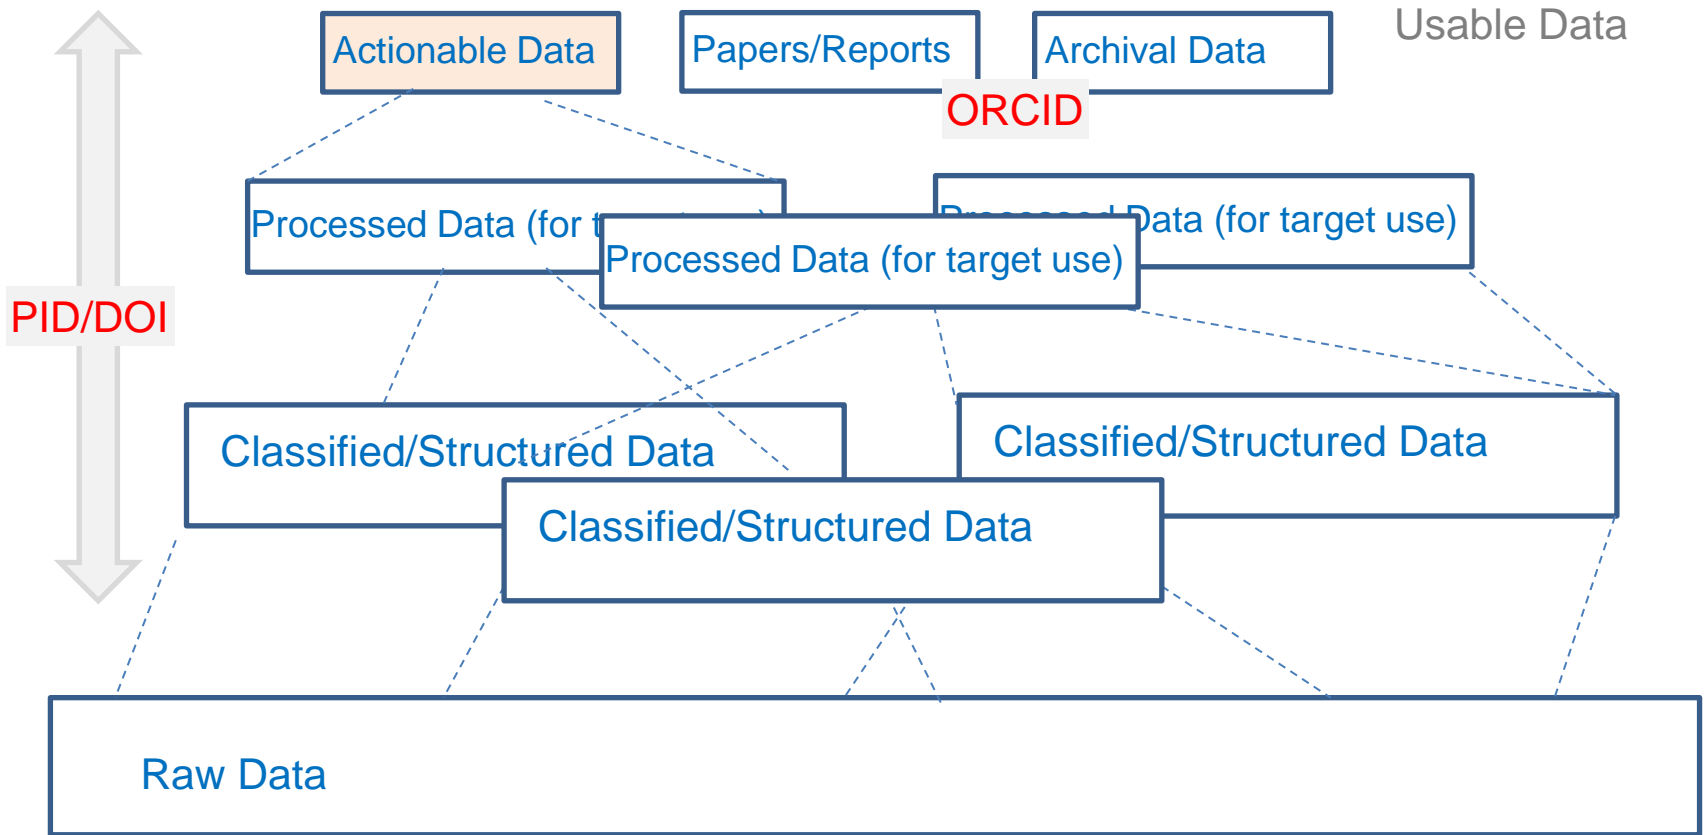 Usable Data
Actionable Data
Papers/Reports
Archival Data
ORCID
Processed Data (for t
Data (for target use)
Processed Data (for target use)
PID/DOI
Classified/Structured Data
Classified/Structured Data
Classified/Structured Data
Raw Data